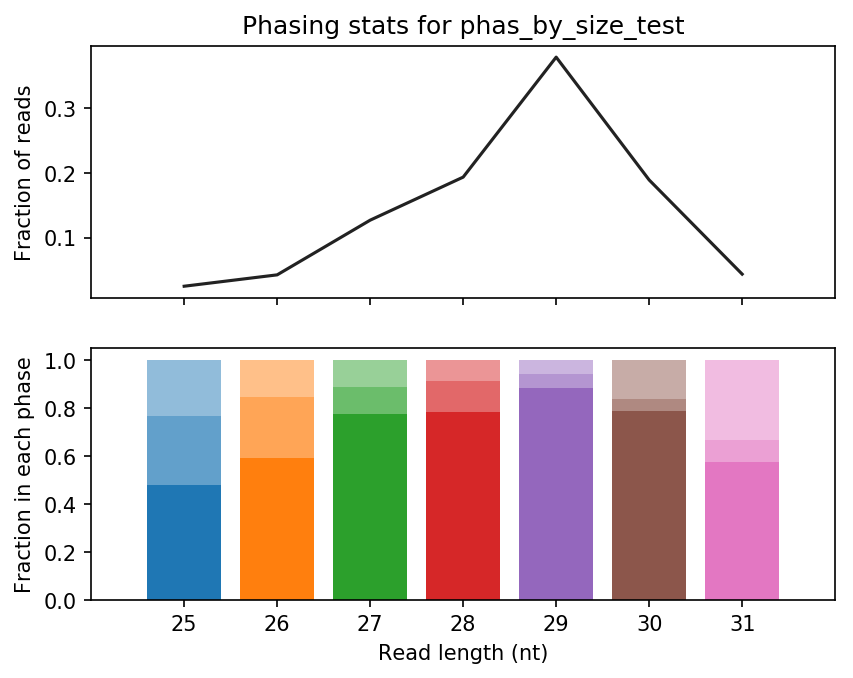 Phasing stats for phas_by_size_test
Fraction of reads
0.3
0.2
0.1
Fraction in each phase
1.0
0.8
0.6
0.4
0.2
0.0
25 26 27 28 29 30 31
Read length (nt)